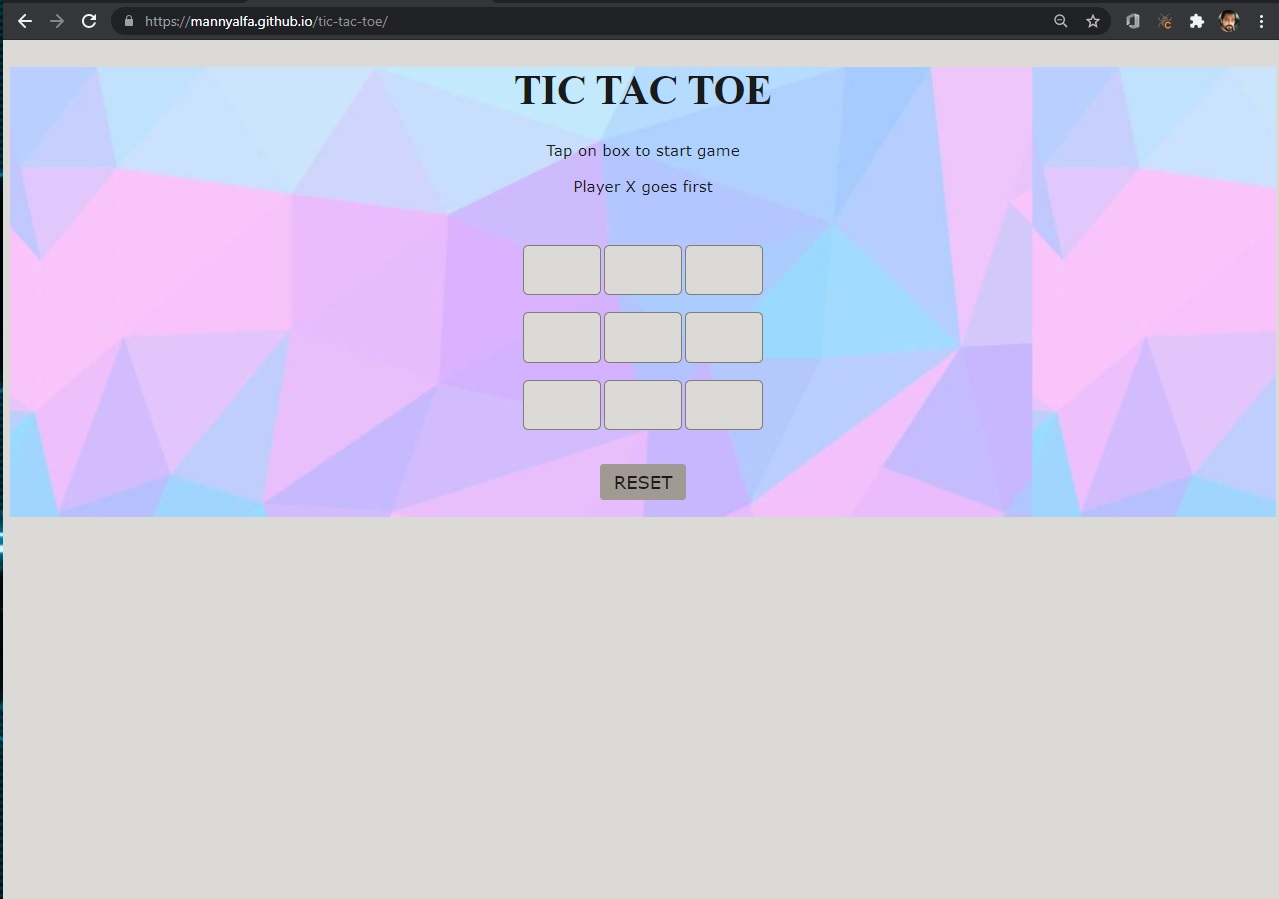 https://mannyalfa.github.io/tic-tac-toe/
TIC TAC TOE
Tap on box to start game
Player X goes first
RESET